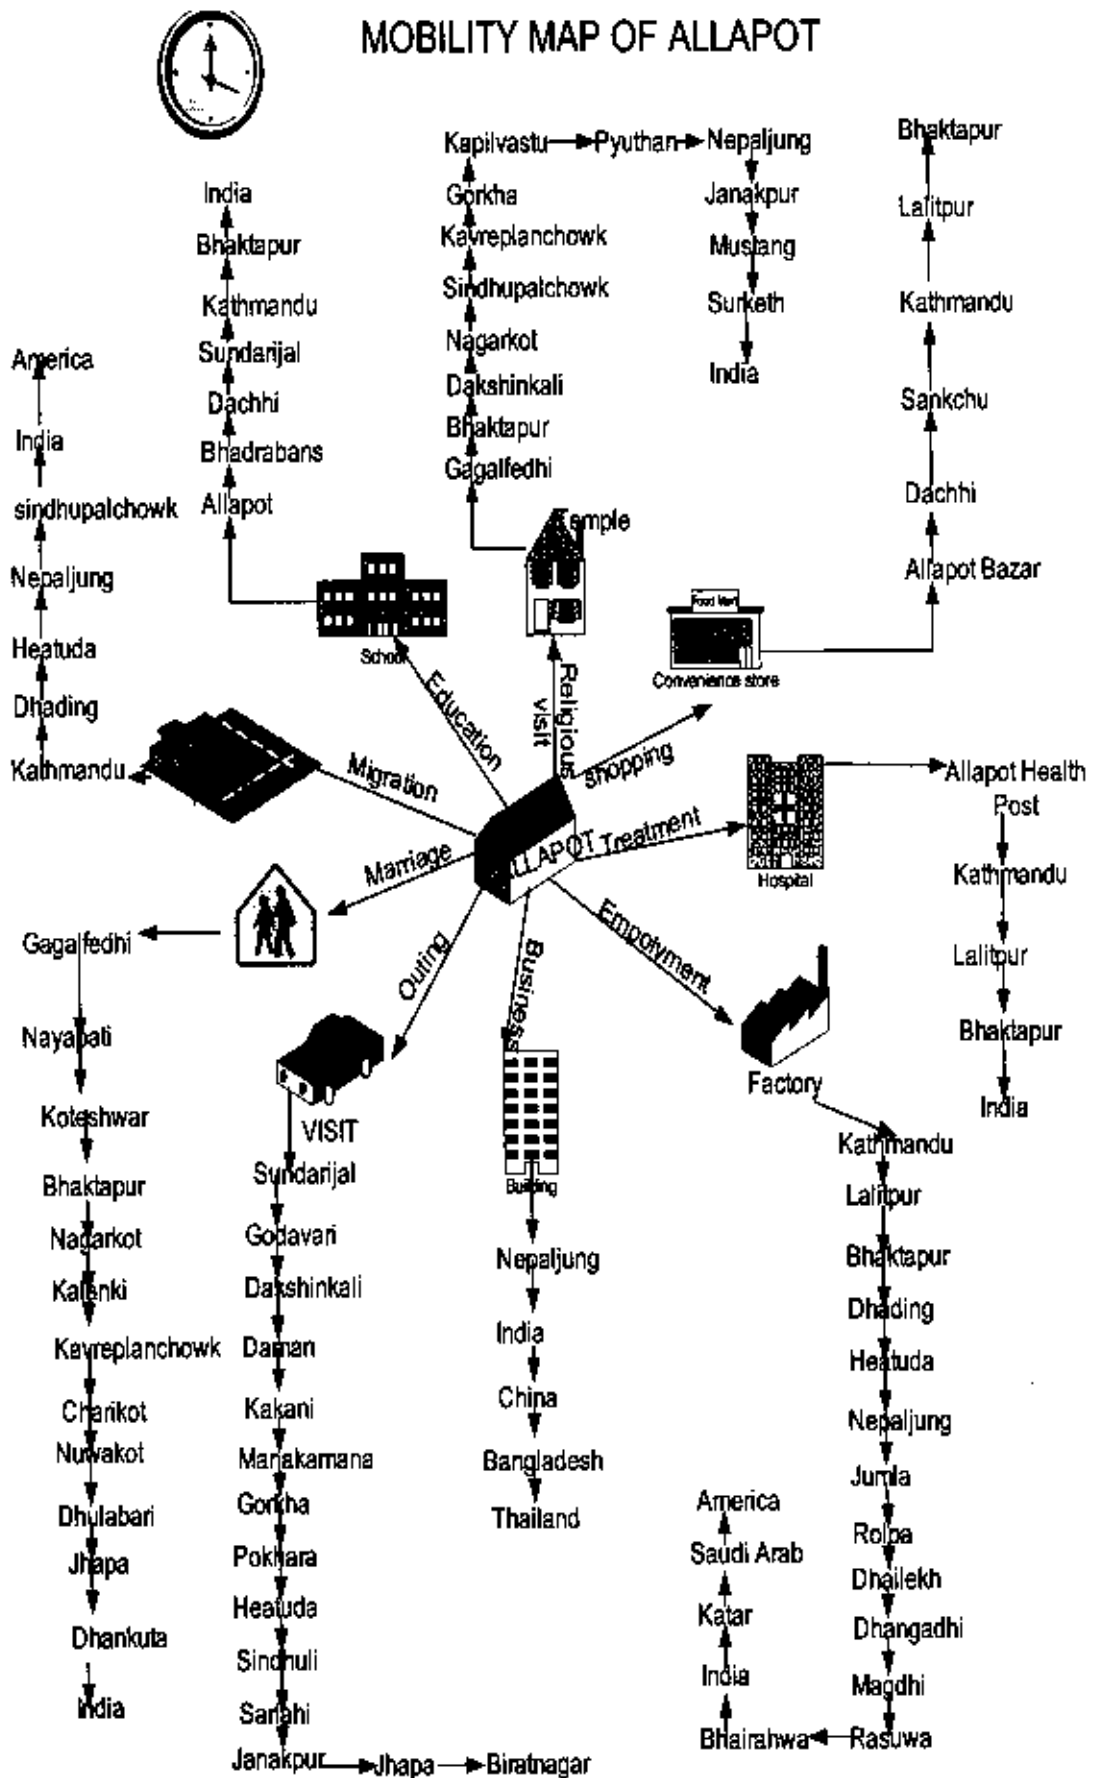 MOBILITY MAP OF ALLAPOT
Kapilvastu
Pyuthan
Nepaljung
Janakpur
Mustang
Surketh
India
Gorkha
Kavreplanchowk
Sindhupalchowk
Nagarkot
Dakshinkali
Bhaktapur
Gagalfedhi
Temple
Religious
visit
Bhaktapur
Lalitpur
Kathmandu
Sankchu
Dachhi
Allapot Bazar
Food Mart
Convenience store
shopping
India
Bhaktapur
Kathmandu
Sundarijal
Dachhi
Bhadrabans
Allapot
School
Education
America
India
sindhupalchowk
Nepaljung
Heatuda
Dhading
Kathmandu
Migration
ALLAPOT
Treatment
Hospital
Allapot Health
Post
Kathmandu
Lalitpur
Bhaktapur
India
Marriage
Gagalfedhi
Nayapati
Koteshwar
Bhaktapur
Nagarkot
Kalanki
Kavreplanchowk
Charikot
Nuwakot
Dhulabari
Jhapa
Dhankuta
India
Outing
VISIT
Sundarijal
Godavari
Dakshinkali
Daman
Kakani
Manakamana
Gorkha
Pokhara
Heatuda
Sindhuli
Sarlahi
Janakpur
Jhapa
Biratnagar
Business
Building
Nepaljung
India
China
Bangladesh
Thailand
Empolyment
Factory
Kathmandu
Lalitpur
Bhaktapur
Dhading
Heatuda
Nepaljung
Jumla
Rolpa
Dhailekh
Dhangadhi
Magdhi
Rasuwa
Bhairahwa
India
Katar
Saudi Arab
America